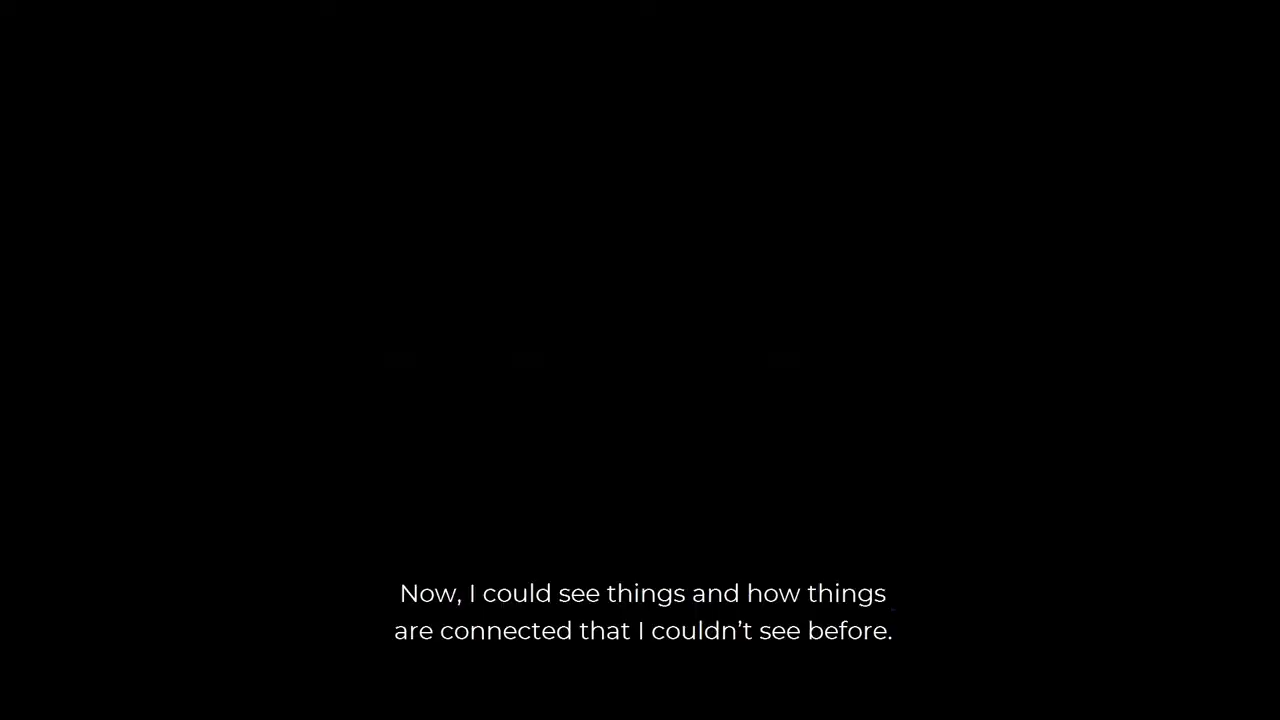 Now, I could see things and how things
are connected that I couldn’t see before.